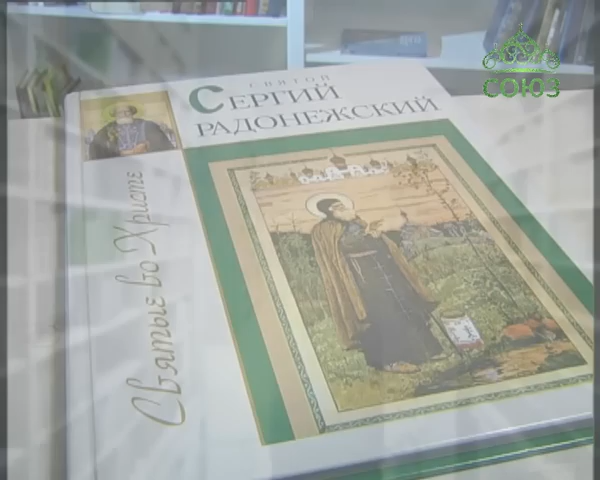 СОЮЗ
СВЯТОЙ
СЕРГИЙ
РАДОНЕЖСКИЙ
Святые во Христе